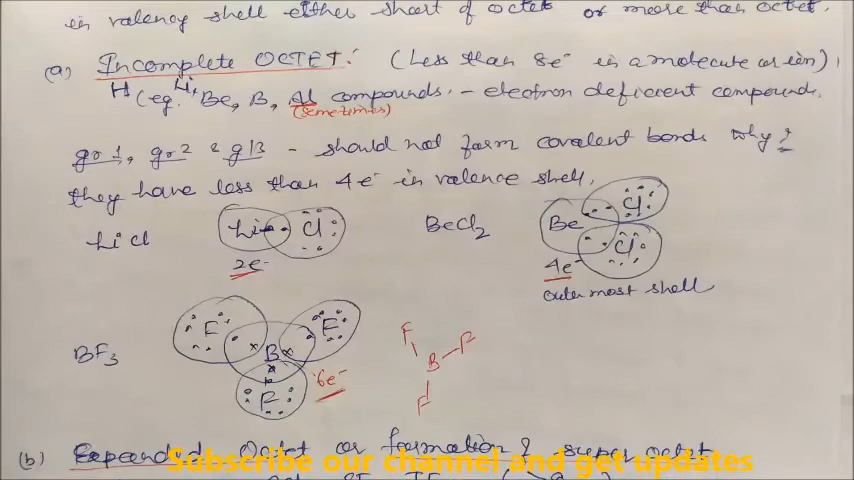 in valency shell either short of octet or more than octet.
(a) Incomplete OCTET: (Less than 8e⁻ in a molecule or ion)
H (eg. Li, Be, B, Al compounds. - electron deficient compound.
(sometimes)
gr 1, gr 2 & g13 - should not form covalent bonds why?
they have less than 4e⁻ in valence shell.
LiCl Li Cl BeCl₂ Be Cl Cl
2e⁻ 4e⁻
outermost shell
BF₃ F F B F 6e⁻ F B F F
(b) Expanded Octet or formation of super octet
Subscribe our channel and get updates